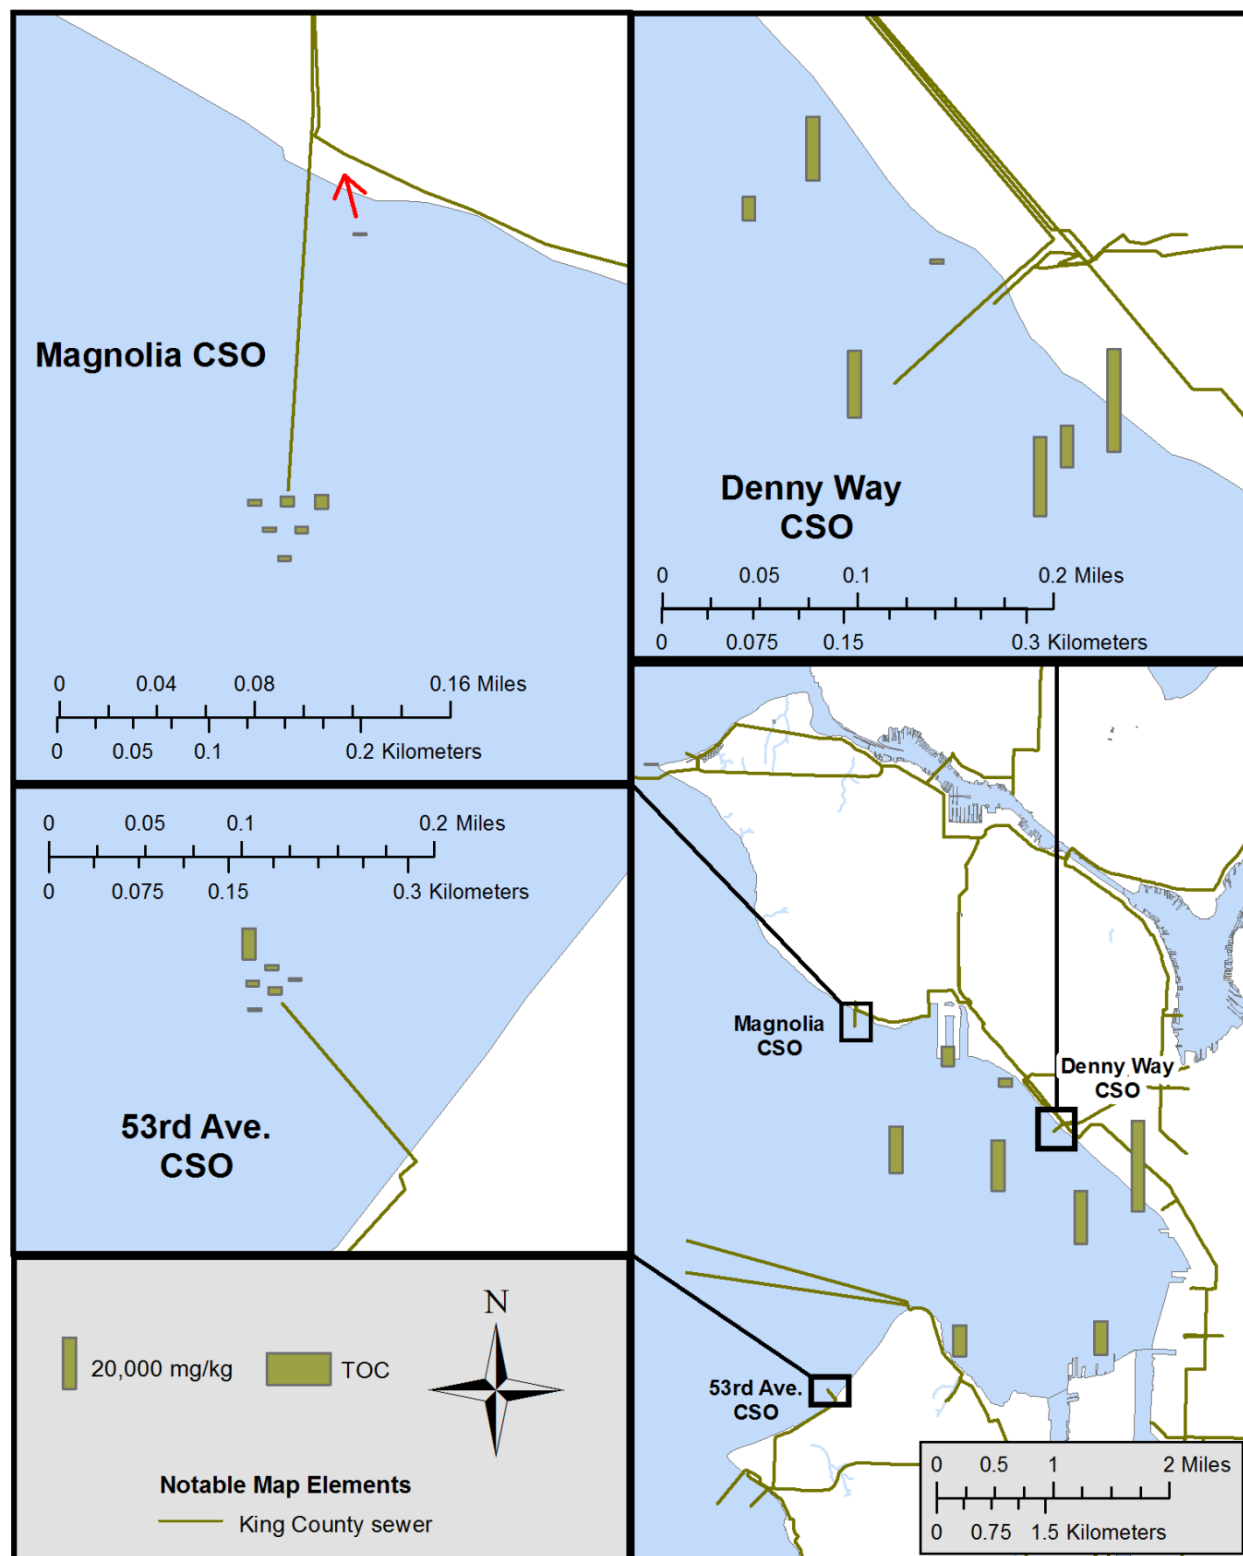 Magnolia CSO
0 0.04 0.08 0.16 Miles
0 0.05 0.1 0.2 Kilometers
Denny Way
CSO
0 0.05 0.1 0.2 Miles
0 0.075 0.15 0.3 Kilometers
0 0.05 0.1 0.2 Miles
0 0.075 0.15 0.3 Kilometers
53rd Ave.
CSO
Magnolia
CSO
Denny Way
CSO
53rd Ave.
CSO
0 0.5 1 2 Miles
0 0.75 1.5 Kilometers
N
20,000 mg/kg TOC
Notable Map Elements
King County sewer